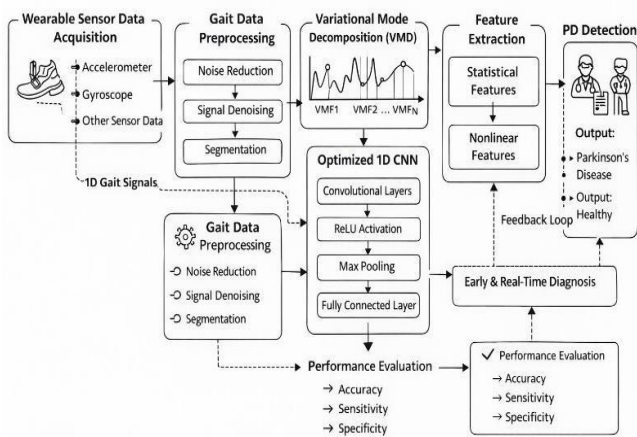 Wearable Sensor Data
Acquisition
Accelerometer
Gyroscope
Other Sensor Data
Gait Data
Preprocessing
Noise Reduction
Signal Denoising
Segmentation
Variational Mode
Decomposition (VMD)
VMF1 VMF2 ... VMFN
Feature
Extraction
Statistical
Features
Nonlinear
Features
PD Detection
Output:
Parkinson's
Disease
Output:
Healthy
1D Gait Signals
Optimized 1D CNN
Convolutional Layers
ReLU Activation
Max Pooling
Fully Connected Layer
Gait Data
Preprocessing
Noise Reduction
Signal Denoising
Segmentation
Feedback Loop
Early & Real-Time Diagnosis
Performance Evaluation
→ Accuracy
→ Sensitivity
→ Specificity
✓ Performance Evaluation
→ Accuracy
→ Sensitivity
→ Specificity